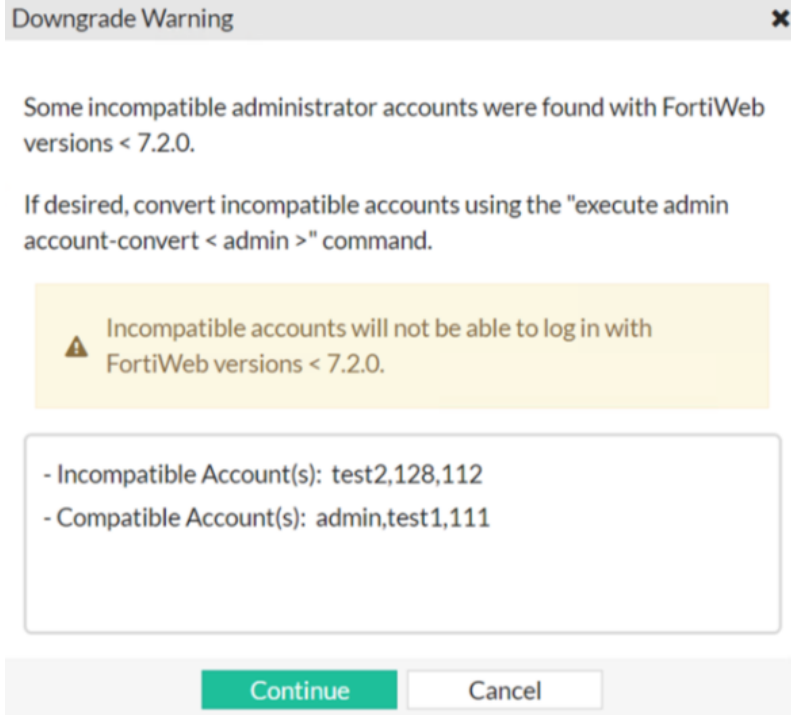 Downgrade Warning
Some incompatible administrator accounts were found with FortiWeb
versions < 7.2.0.
If desired, convert incompatible accounts using the "execute admin
account-convert < admin >" command.
Incompatible accounts will not be able to log in with
FortiWeb versions < 7.2.0.
- Incompatible Account(s): test2,128,112
- Compatible Account(s): admin,test1,111
Continue Cancel